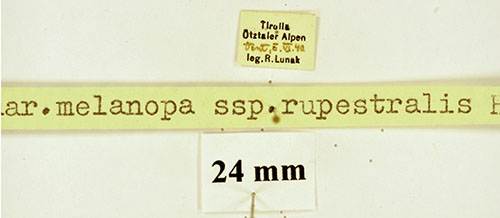 Tirolia
Ötztaler Alpen
leg. R. Lunak
ar.melanopa ssp.rupestralis H
24 mm